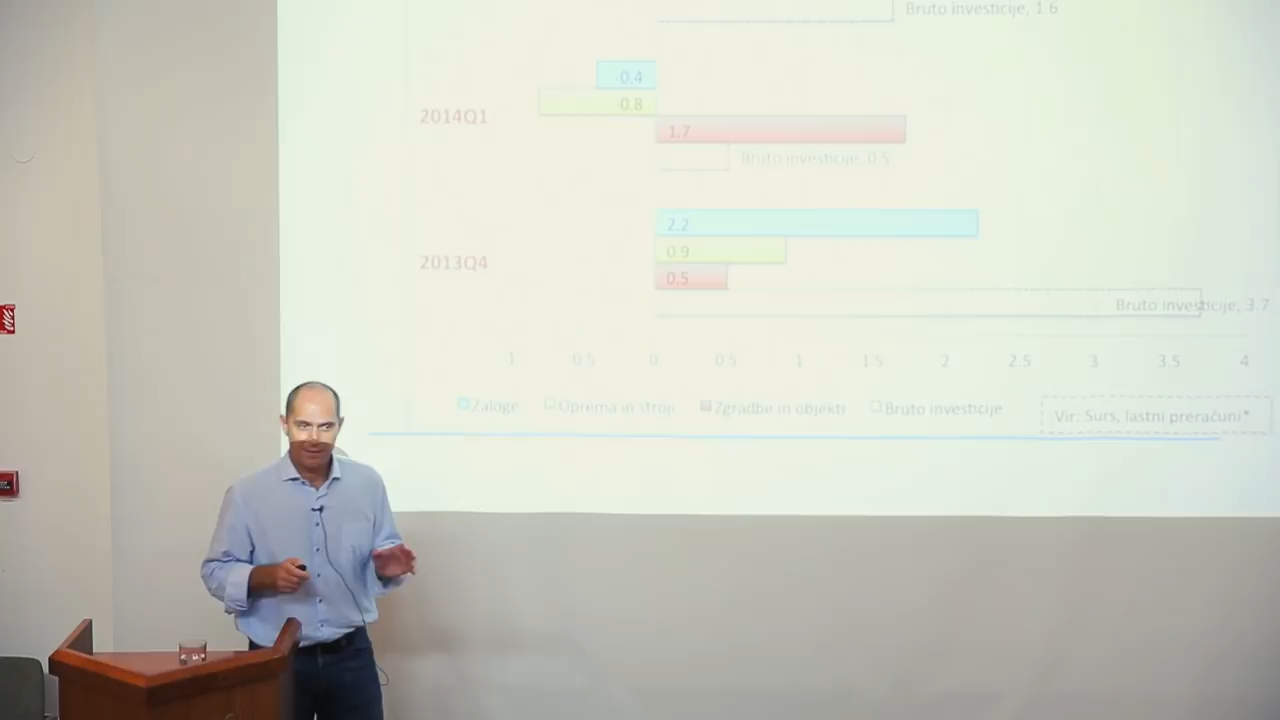 Bruto investicije, 1.6
-0.4
0.8
2014Q1
1.7
Bruto investicije, 0.5
2.2
0.9
2013Q4
0.5
Bruto investicije, 3.7
1 0.5 0 0.5 1 1.5 2 2.5 3 3.5 4
Zaloge Oprema in stroji Zgradbe in objekti Bruto investicije
Vir: Surs, lastni preračuni*